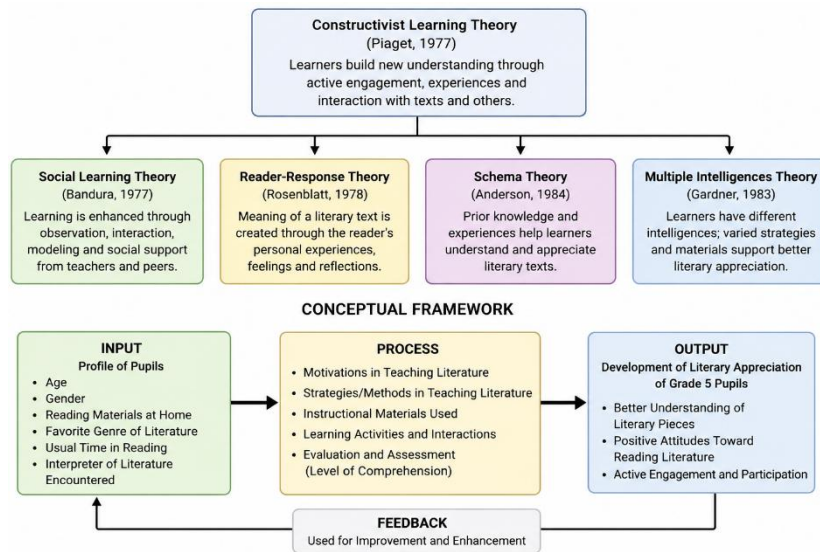 Constructivist Learning Theory
(Piaget, 1977)
Learners build new understanding through
active engagement, experiences and
interaction with texts and others.
Social Learning Theory
(Bandura, 1977)
Learning is enhanced through
observation, interaction,
modeling and social support
from teachers and peers.
Reader-Response Theory
(Rosenblatt, 1978)
Meaning of a literary text is
created through the reader's
personal experiences,
feelings and reflections.
Schema Theory
(Anderson, 1984)
Prior knowledge and
experiences help learners
understand and appreciate
literary texts.
Multiple Intelligences Theory
(Gardner, 1983)
Learners have different
intelligences; varied strategies
and materials support better
literary appreciation.
CONCEPTUAL FRAMEWORK
INPUT
Profile of Pupils
• Age
• Gender
• Reading Materials at Home
• Favorite Genre of Literature
• Usual Time in Reading
• Interpreter of Literature
Encountered
PROCESS
• Motivations in Teaching Literature
• Strategies/Methods in Teaching Literature
• Instructional Materials Used
• Learning Activities and Interactions
• Evaluation and Assessment
(Level of Comprehension)
OUTPUT
Development of Literary Appreciation
of Grade 5 Pupils
• Better Understanding of
Literary Pieces
• Positive Attitudes Toward
Reading Literature
• Active Engagement and Participation
FEEDBACK
Used for Improvement and Enhancement